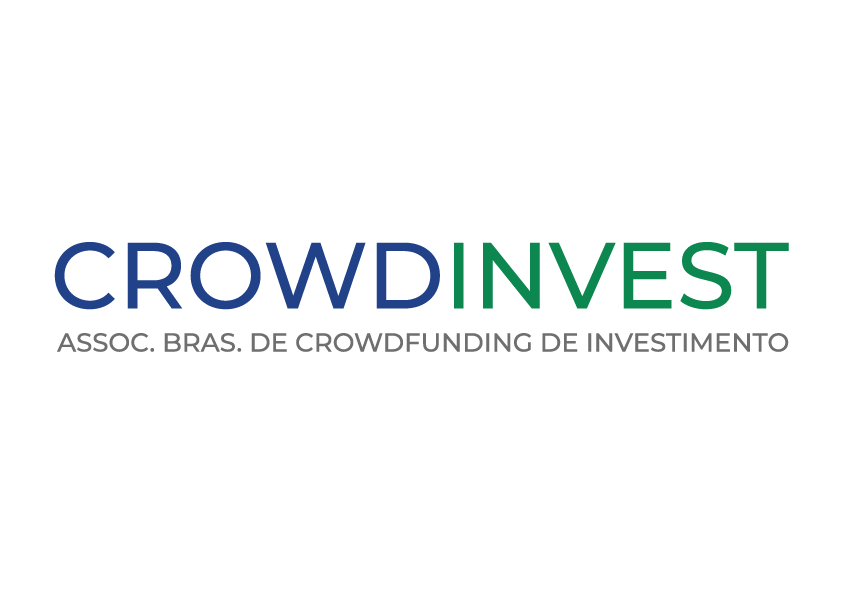 CROWDINVEST
ASSOC. BRAS. DE CROWDFUNDING DE INVESTIMENTO